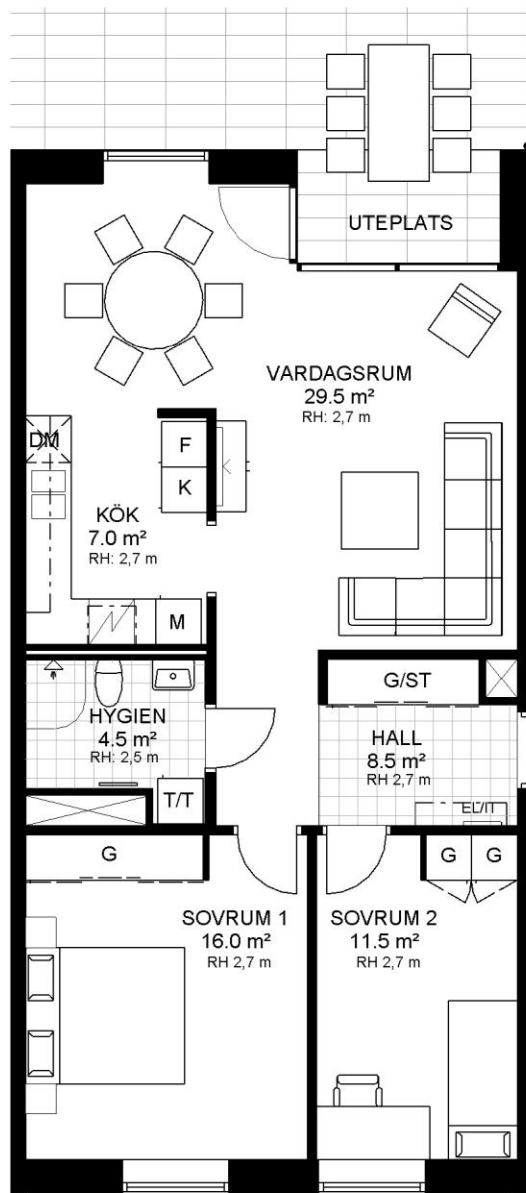 UTEPLATS
VARDAGSRUM
29.5 m²
RH: 2,7 m
DM
F
K
KÖK
7.0 m²
RH: 2,7 m
M
G/ST
HYGIEN
4.5 m²
RH: 2,5 m
HALL
8.5 m²
RH 2,7 m
T/T
EL/IT
G
G
G
SOVRUM 1
16.0 m²
RH 2,7 m
SOVRUM 2
11.5 m²
RH 2,7 m